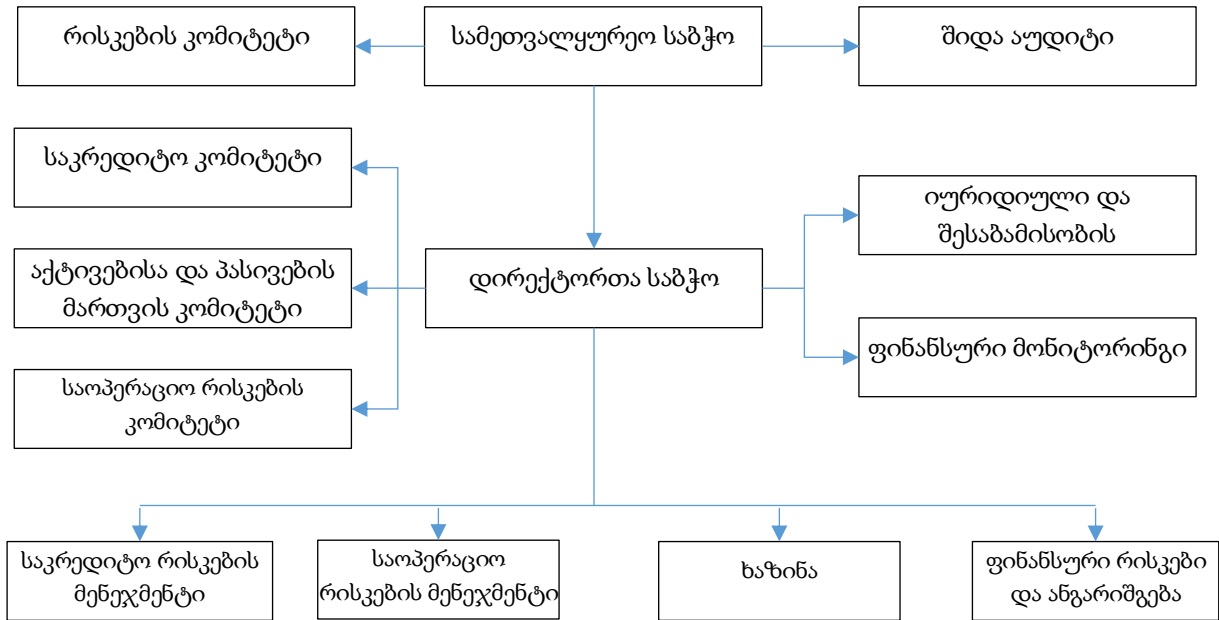 რისკების კომიტეტი
სამეთვალყურეო საბჭო
შიდა აუდიტი
საკრედიტო კომიტეტი
იურიდიული და
შესაბამისობის
აქტივებისა და პასივების
მართვის კომიტეტი
დირექტორთა საბჭო
ფინანსური მონიტორინგი
საოპერაციო რისკების
კომიტეტი
საკრედიტო რისკების
მენეჯმენტი
საოპერაციო
რისკების მენეჯმენტი
ხაზინა
ფინანსური რისკები
და ანგარიშგება